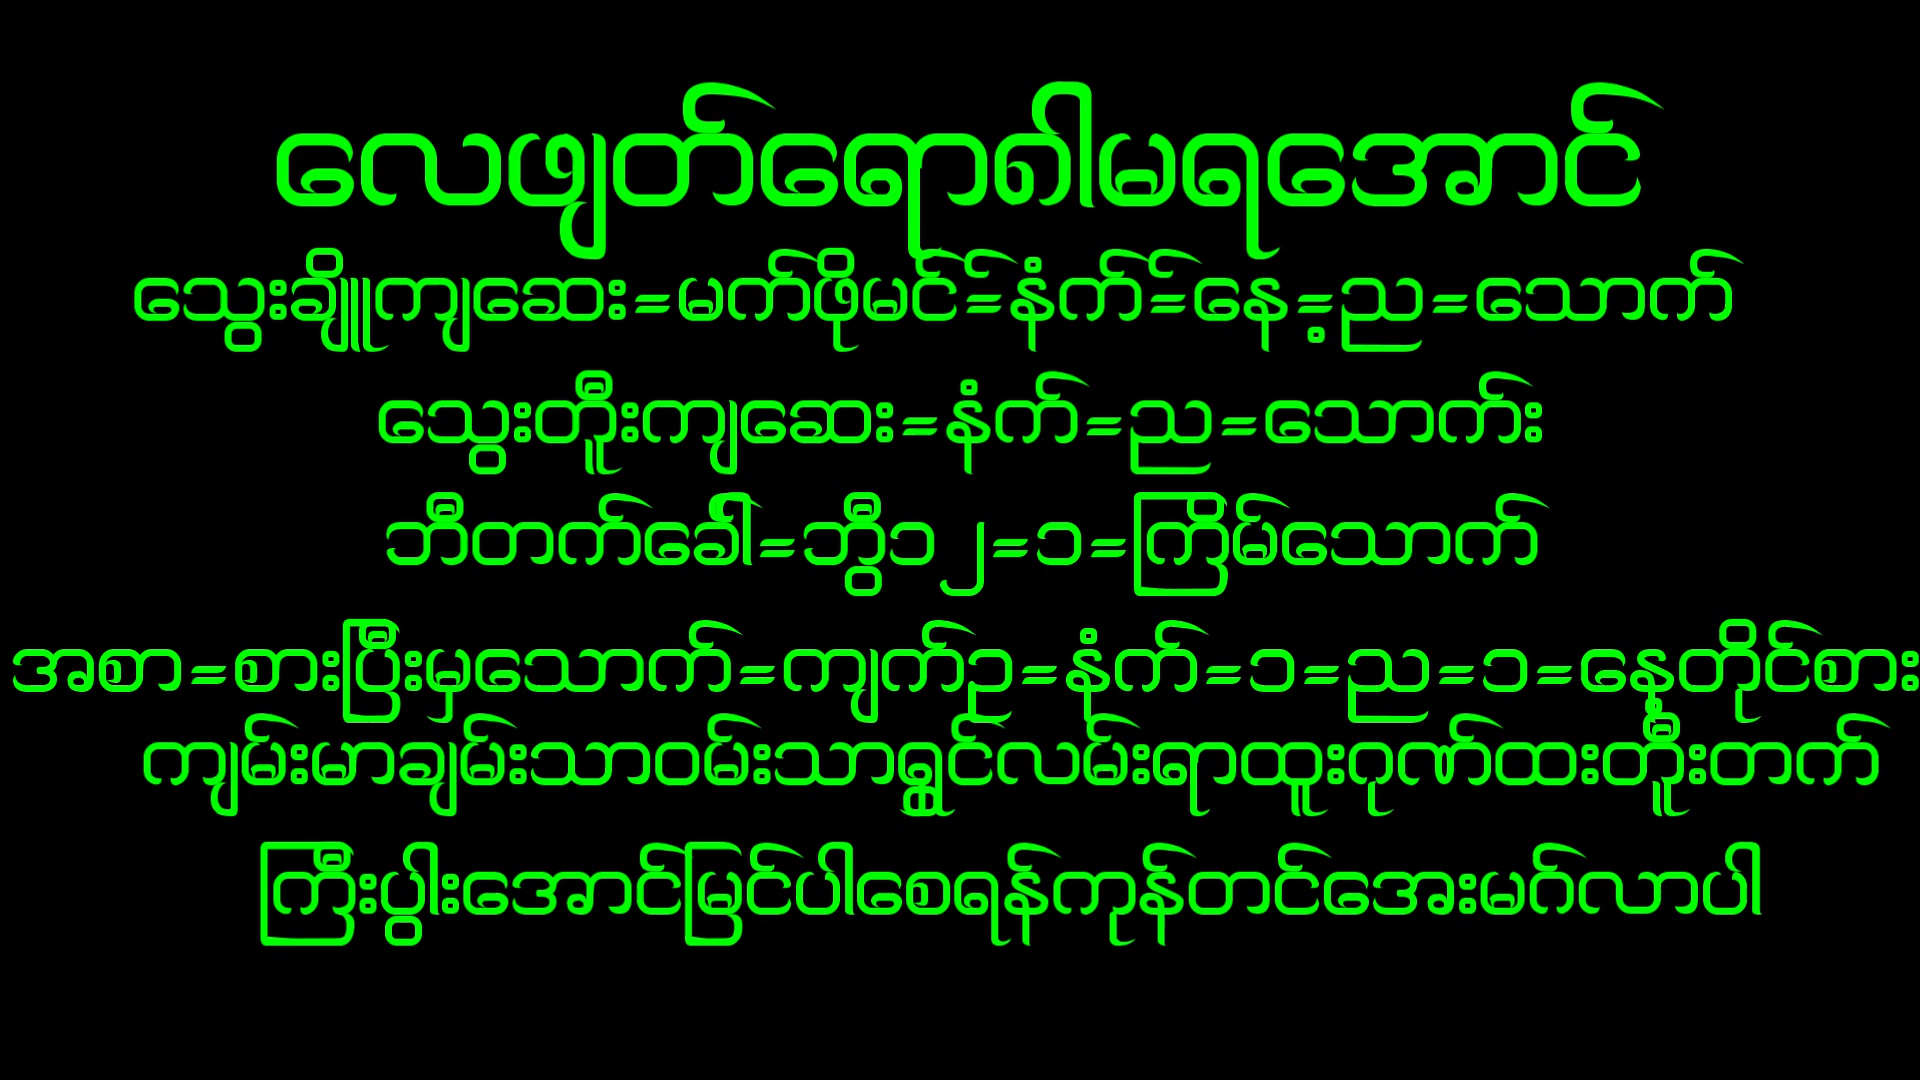 လေဖျတ်ရောဂါမရအောင်
သွေးချိူကျဆေး=မက်ဖိုမင်=်နံက်=်နေ=့ည=သောက်
သွေးတိူးကျဆေး=နံက်=ည=သောက်း
ဘီတက်ခေါ်=ဘွီ၁၂=၁=ကြိမ်သောက်
အစာ=စားပြီးမှသောက်=ကျက်ဥ=နံက်=၁=ည=၁=နေ့တိုင်စား
ကျမ်းမာချမ်းသာဝမ်းသာရွှင်လမ်းရာထူးဂုဏ်ထးတိူးတက်
ကြီးပွါးအောင်မြင်ပါစေရန်ကုန်တင်အေးမင်္ဂလာပါ